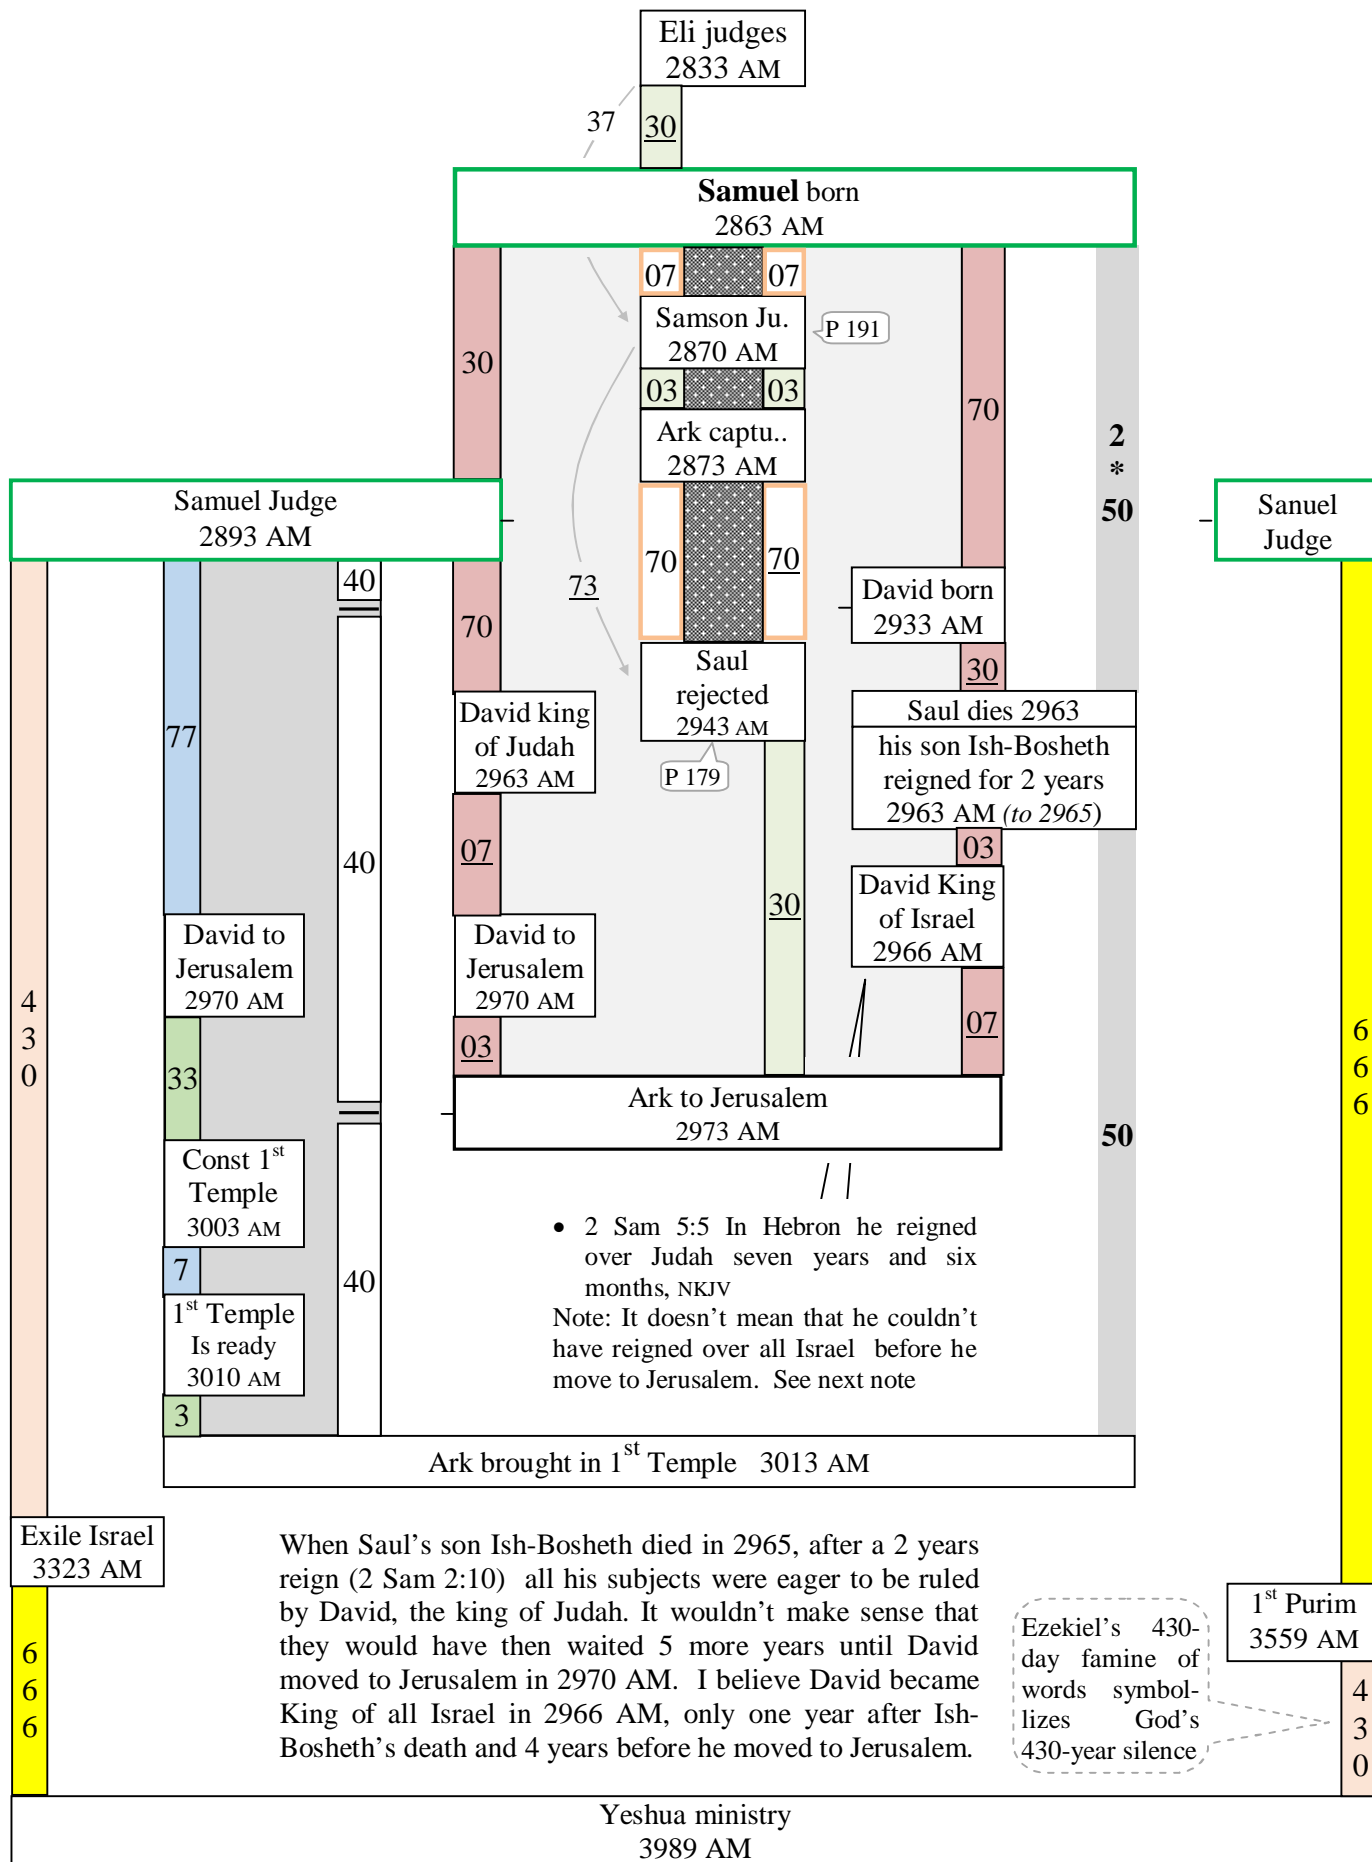 Eli judges
2833 AM
37
30
Samuel born
2863 AM
07
07
Samson Ju.
2870 AM
P 191
30
03
03
70
Ark captu..
2873 AM
2
*
50
Samuel Judge
2893 AM
Sanuel
Judge
40
70
70
73
David born
2933 AM
70
30
Saul
rejected
2943 AM
P 179
David king
of Judah
2963 AM
Saul dies 2963
his son Ish-Bosheth
reigned for 2 years
2963 AM (to 2965)
77
40
07
03
30
David King
of Israel
2966 AM
David to
Jerusalem
2970 AM
David to
Jerusalem
2970 AM
4
3
0
07
6
6
6
03
33
Ark to Jerusalem
2973 AM
50
Const 1st
Temple
3003 AM
7
40
1st Temple
Is ready
3010 AM
3
• 2 Sam 5:5 In Hebron he reigned
over Judah seven years and six
months, NKJV
Note: It doesn't mean that he couldn't
have reigned over all Israel before he
move to Jerusalem. See next note
Ark brought in 1st Temple 3013 AM
Exile Israel
3323 AM
When Saul's son Ish-Bosheth died in 2965, after a 2 years
reign (2 Sam 2:10) all his subjects were eager to be ruled
by David, the king of Judah. It wouldn't make sense that
they would have then waited 5 more years until David
moved to Jerusalem in 2970 AM. I believe David became
King of all Israel in 2966 AM, only one year after Ish-
Bosheth's death and 4 years before he moved to Jerusalem.
6
6
6
Ezekiel's 430-
day famine of
words symbol-
lizes God's
430-year silence
1st Purim
3559 AM
4
3
0
Yeshua ministry
3989 AM